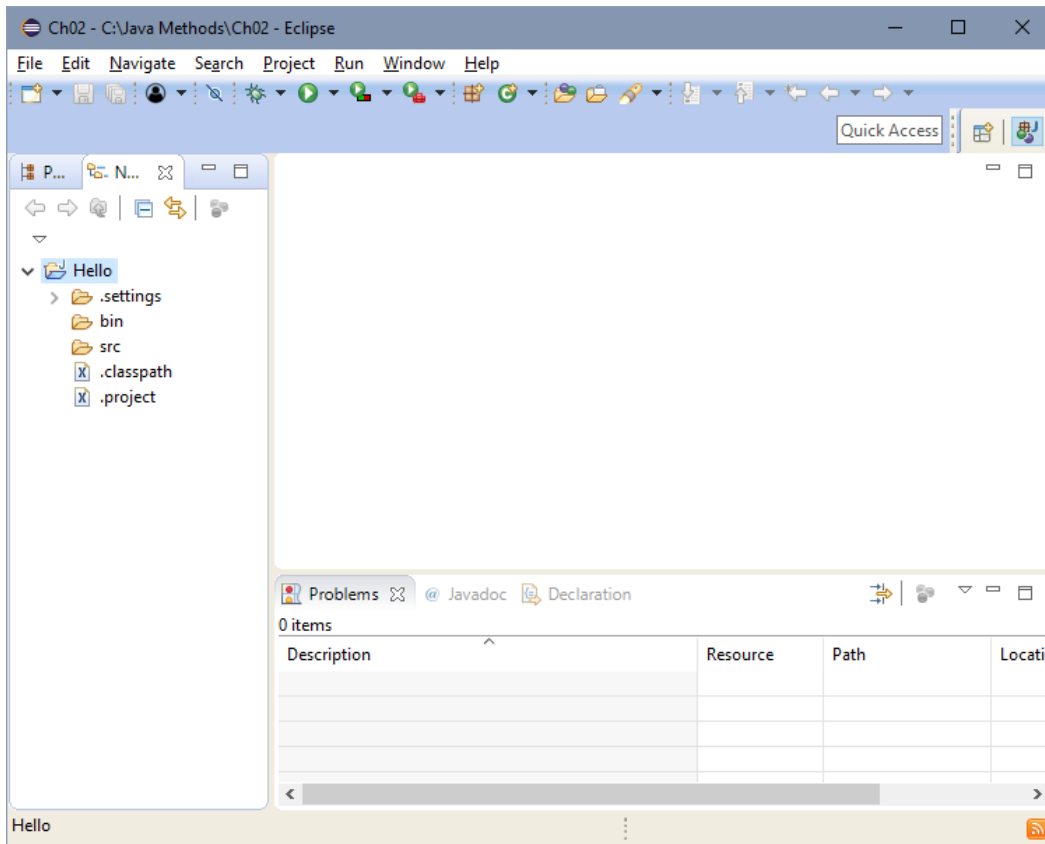 Ch02 - C:\Java Methods\Ch02 - Eclipse
File Edit Navigate Search Project Run Window Help
Quick Access
P... N...
Hello
.settings
bin
src
.classpath
.project
Problems @ Javadoc Declaration
0 items
Description Resource Path Locati
Hello